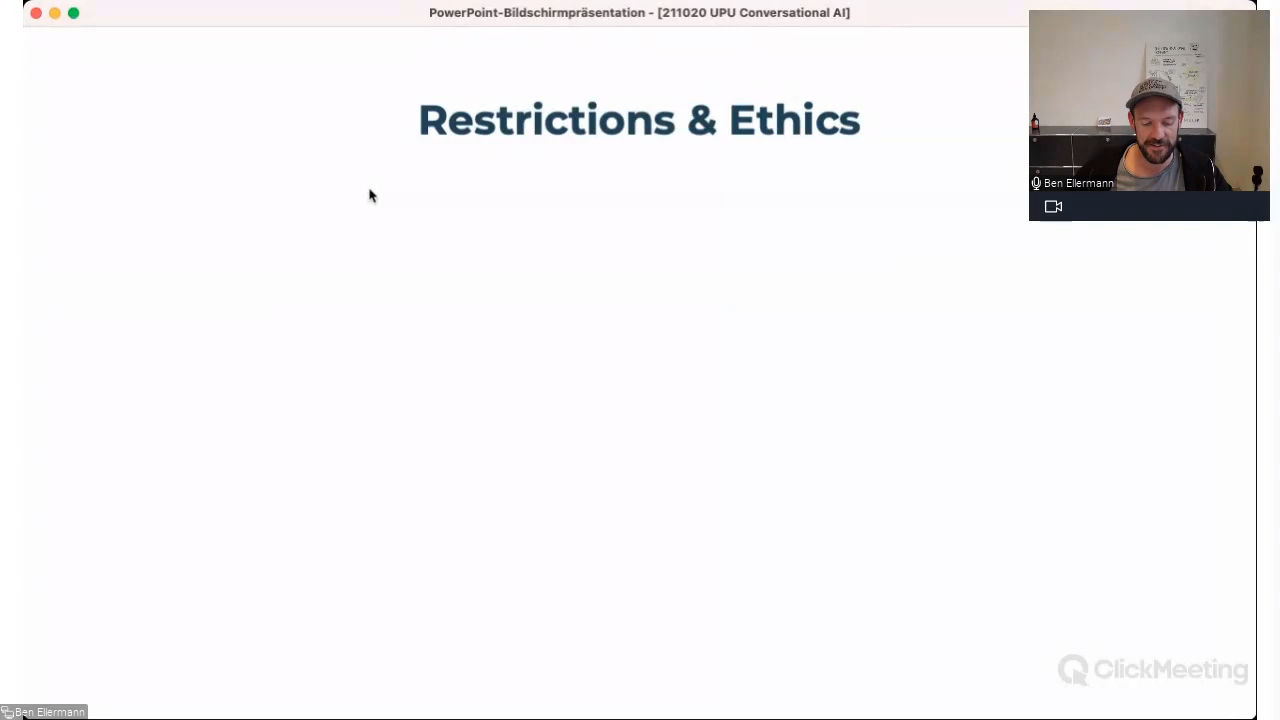 PowerPoint-Bildschirmpräsentation - [211020 UPU Conversational AI]
Restrictions & Ethics
Ben Ellermann
ClickMeeting
Ben Ellermann